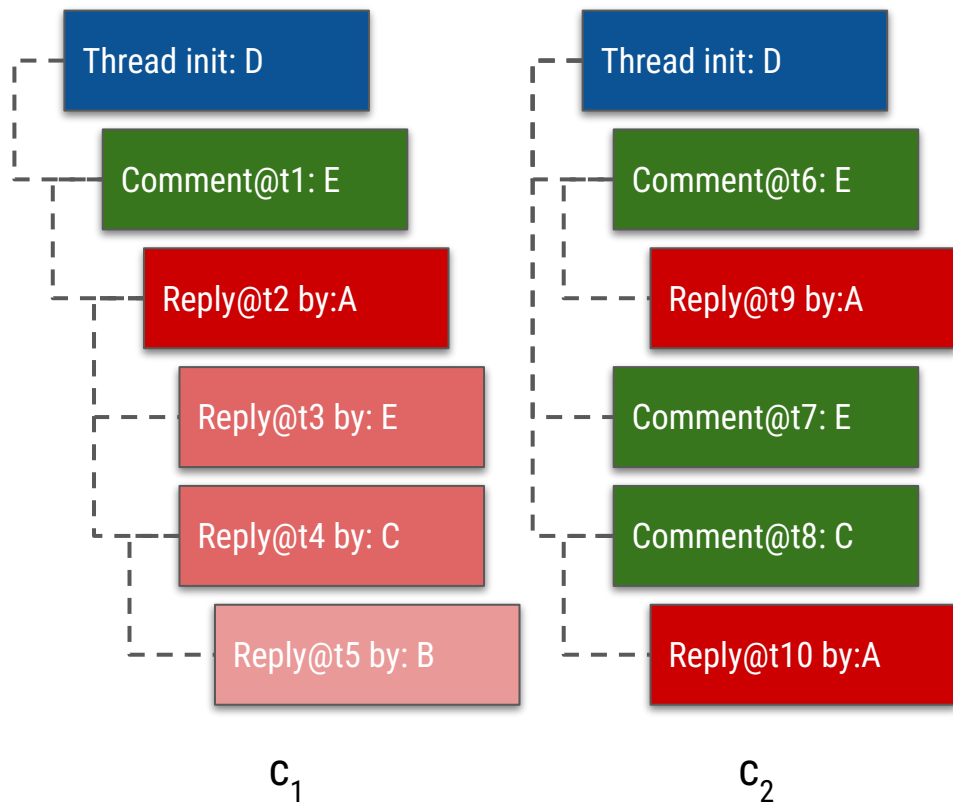 Thread init: D
Comment@t1: E
Reply@t2 by:A
Reply@t3 by: E
Reply@t4 by: C
Reply@t5 by: B
c1
Thread init: D
Comment@t6: E
Reply@t9 by:A
Comment@t7: E
Comment@t8: C
Reply@t10 by:A
c2